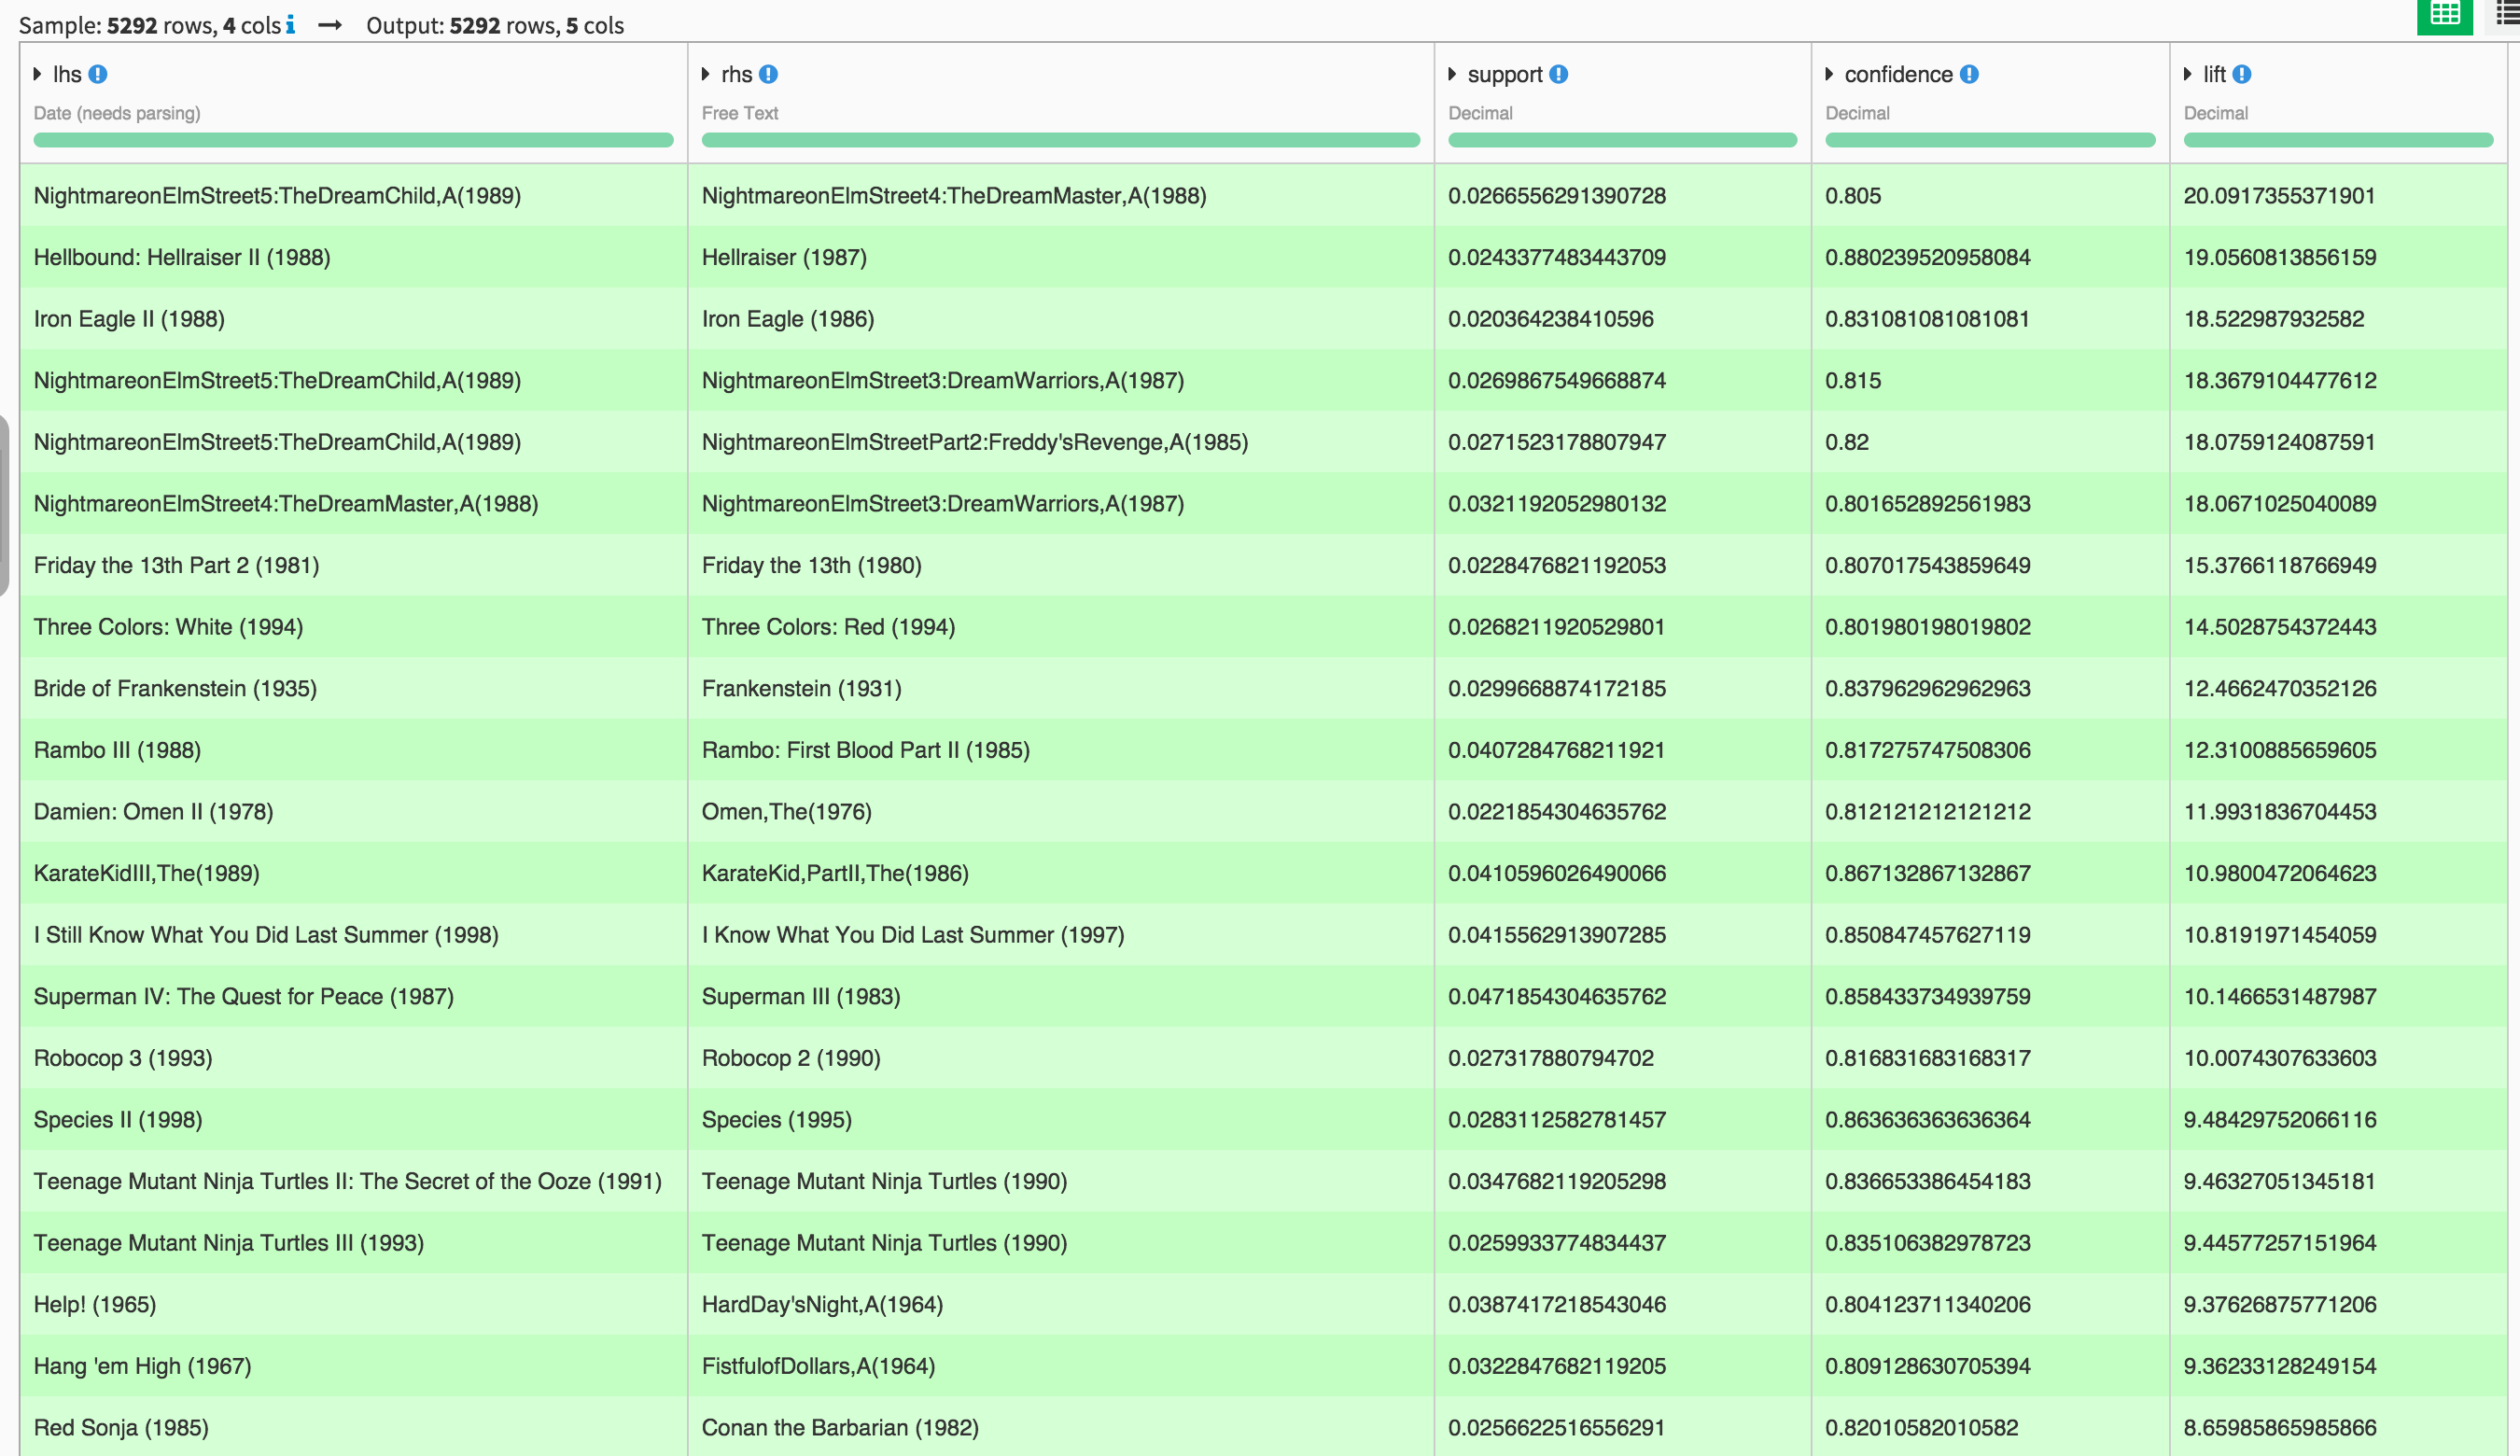 Sample: 5292 rows, 4 cols i → Output: 5292 rows, 5 cols
lhs rhs support confidence lift
Date (needs parsing) Free Text Decimal Decimal Decimal
NightmareonElmStreet5:TheDreamChild,A(1989) NightmareonElmStreet4:TheDreamMaster,A(1988) 0.0266556291390728 0.805 20.0917355371901
Hellbound: Hellraiser II (1988) Hellraiser (1987) 0.0243377483443709 0.880239520958084 19.0560813856159
Iron Eagle II (1988) Iron Eagle (1986) 0.020364238410596 0.831081081081081 18.522987932582
NightmareonElmStreet5:TheDreamChild,A(1989) NightmareonElmStreet3:DreamWarriors,A(1987) 0.0269867549668874 0.815 18.3679104477612
NightmareonElmStreet5:TheDreamChild,A(1989) NightmareonElmStreetPart2:Freddy'sRevenge,A(1985) 0.0271523178807947 0.82 18.0759124087591
NightmareonElmStreet4:TheDreamMaster,A(1988) NightmareonElmStreet3:DreamWarriors,A(1987) 0.0321192052980132 0.801652892561983 18.0671025040089
Friday the 13th Part 2 (1981) Friday the 13th (1980) 0.0228476821192053 0.807017543859649 15.3766118766949
Three Colors: White (1994) Three Colors: Red (1994) 0.0268211920529801 0.801980198019802 14.5028754372443
Bride of Frankenstein (1935) Frankenstein (1931) 0.0299668874172185 0.837962962962963 12.4662470352126
Rambo III (1988) Rambo: First Blood Part II (1985) 0.0407284768211921 0.817275747508306 12.3100885659605
Damien: Omen II (1978) Omen,The(1976) 0.0221854304635762 0.812121212121212 11.9931836704453
KarateKidIII,The(1989) KarateKid,PartII,The(1986) 0.0410596026490066 0.867132867132867 10.9800472064623
I Still Know What You Did Last Summer (1998) I Know What You Did Last Summer (1997) 0.0415562913907285 0.850847457627119 10.8191971454059
Superman IV: The Quest for Peace (1987) Superman III (1983) 0.0471854304635762 0.858433734939759 10.1466531487987
Robocop 3 (1993) Robocop 2 (1990) 0.027317880794702 0.816831683168317 10.0074307633603
Species II (1998) Species (1995) 0.0283112582781457 0.863636363636364 9.48429752066116
Teenage Mutant Ninja Turtles II: The Secret of the Ooze (1991) Teenage Mutant Ninja Turtles (1990) 0.0347682119205298 0.836653386454183 9.46327051345181
Teenage Mutant Ninja Turtles III (1993) Teenage Mutant Ninja Turtles (1990) 0.0259933774834437 0.835106382978723 9.44577257151964
Help! (1965) HardDay'sNight,A(1964) 0.0387417218543046 0.804123711340206 9.37626875771206
Hang 'em High (1967) FistfulofDollars,A(1964) 0.0322847682119205 0.809128630705394 9.36233128249154
Red Sonja (1985) Conan the Barbarian (1982) 0.0256622516556291 0.82010582010582 8.65985865985866